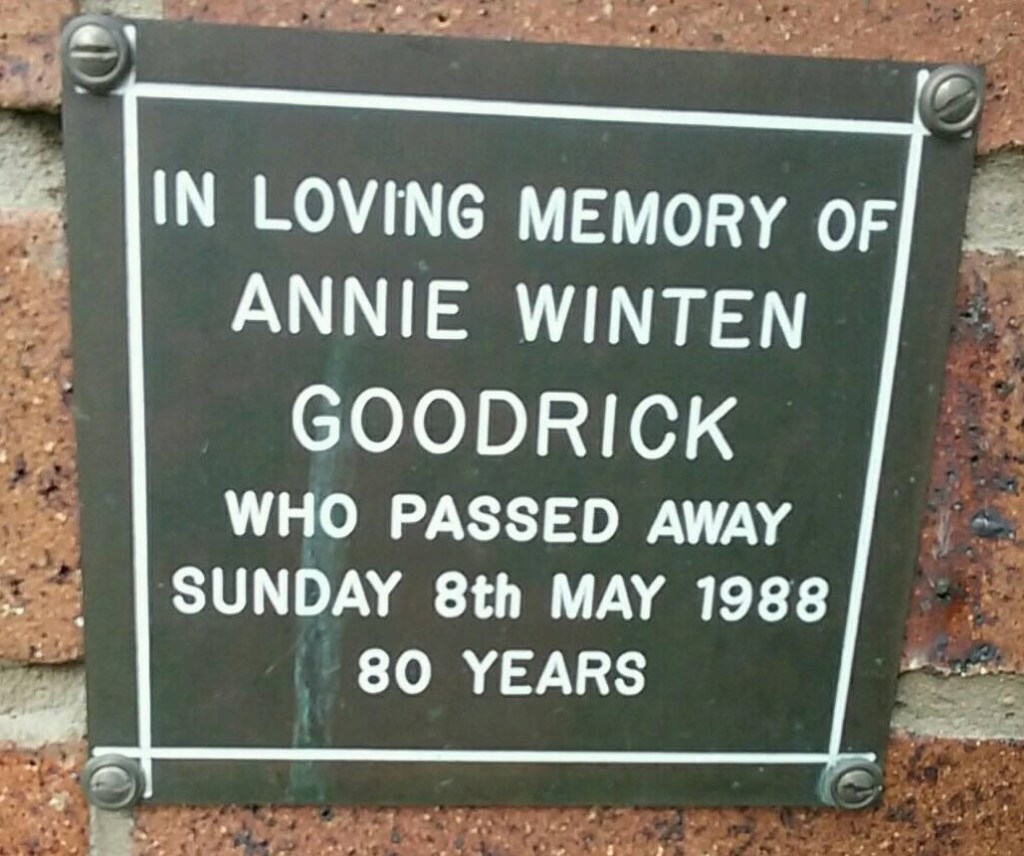 IN LOVING MEMORY OF
ANNIE WINTEN
GOODRICK
WHO PASSED AWAY
SUNDAY 8th MAY 1988
80 YEARS